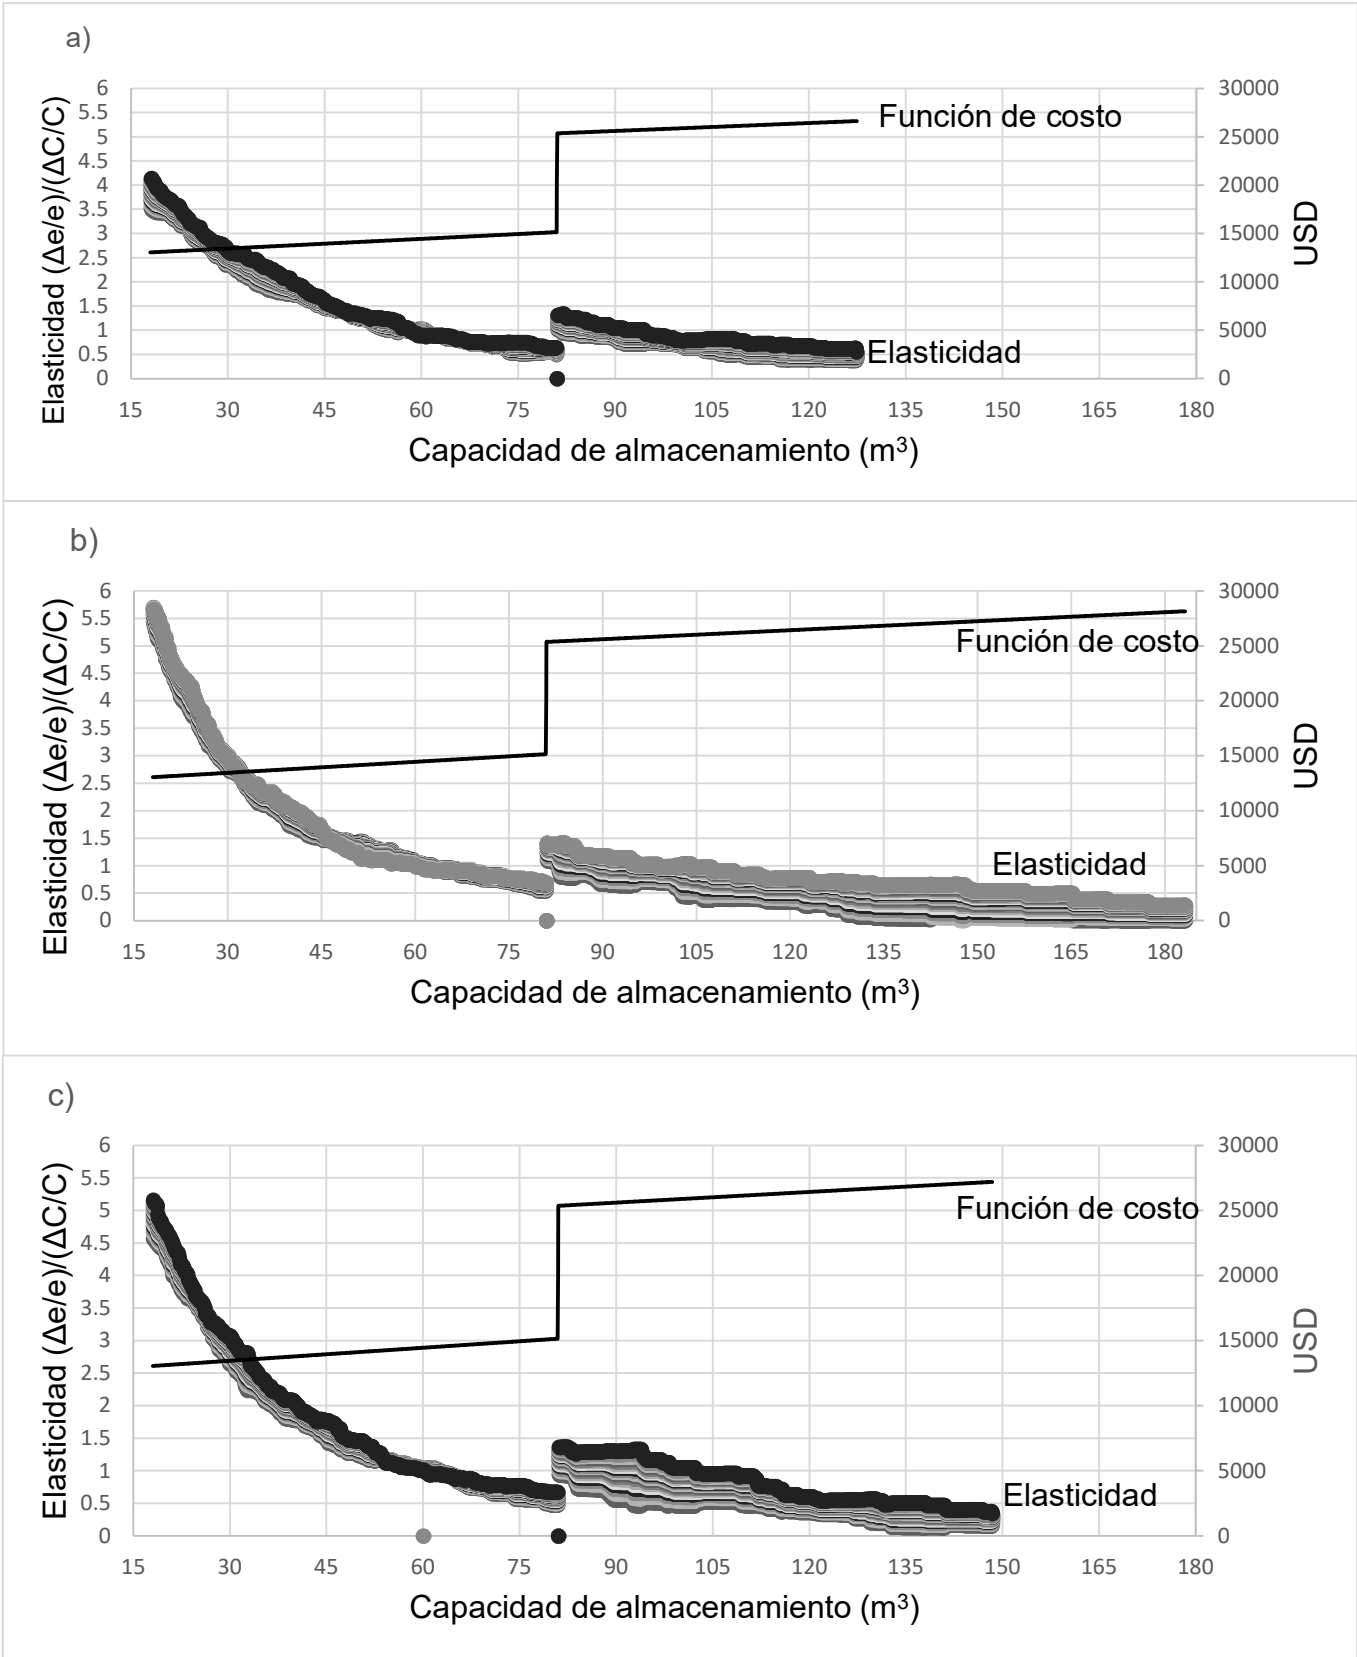 a)
Elasticidad (Δe/e)/(ΔC/C)
6
5.5
5
4.5
4
3.5
3
2.5
2
1.5
1
0.5
0
30000
25000
20000
15000
10000
5000
0
USD
Función de costo
Elasticidad
15 30 45 60 75 90 105 120 135 150 165 180
Capacidad de almacenamiento (m³)
b)
Elasticidad (Δe/e)/(ΔC/C)
6
5.5
5
4.5
4
3.5
3
2.5
2
1.5
1
0.5
0
30000
25000
20000
15000
10000
5000
0
USD
Función de costo
Elasticidad
15 30 45 60 75 90 105 120 135 150 165 180
Capacidad de almacenamiento (m³)
c)
Elasticidad (Δe/e)/(ΔC/C)
6
5.5
5
4.5
4
3.5
3
2.5
2
1.5
1
0.5
0
30000
25000
20000
15000
10000
5000
0
USD
Función de costo
Elasticidad
15 30 45 60 75 90 105 120 135 150 165 180
Capacidad de almacenamiento (m³)